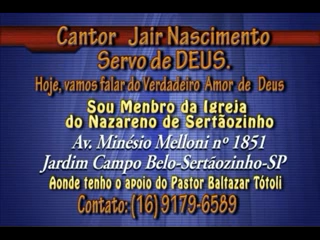 Cantor Jair Nascimento
Servo de DEUS.
Hoje, vamos falar do Verdadeiro Amor de Deus
Sou Menbro da Igreja
do Nazareno de Sertãozinho
Av. Minésio Melloni nº 1851
Jardim Campo Belo-Sertáozinho-SP
Aonde tenho o apoio do Pastor Baltazar Tótoli
Contato: (16) 9179-6589